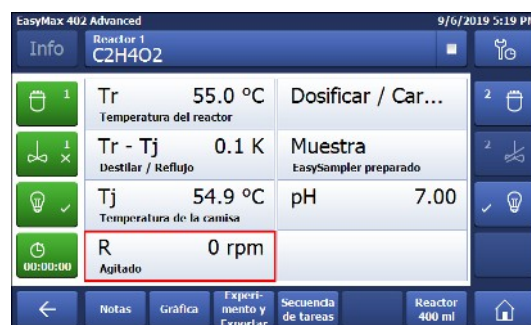 EasyMax 402 Advanced
9/6/2019 5:19 PM
Info
Reactor 1
C2H4O2
1
Tr 55.0 °C
Temperatura del reactor
Dosificar / Car...
2
1
Tr - Tj 0.1 K
Destilar / Reflujo
Muestra
EasySampler preparado
2
Tj 54.9 °C
Temperatura de la camisa
pH 7.00
00:00:00
R 0 rpm
Agitado
Notas
Gráfica
Experi-
mento y
Exportar
Secuencia
de tareas
Reactor
400 ml